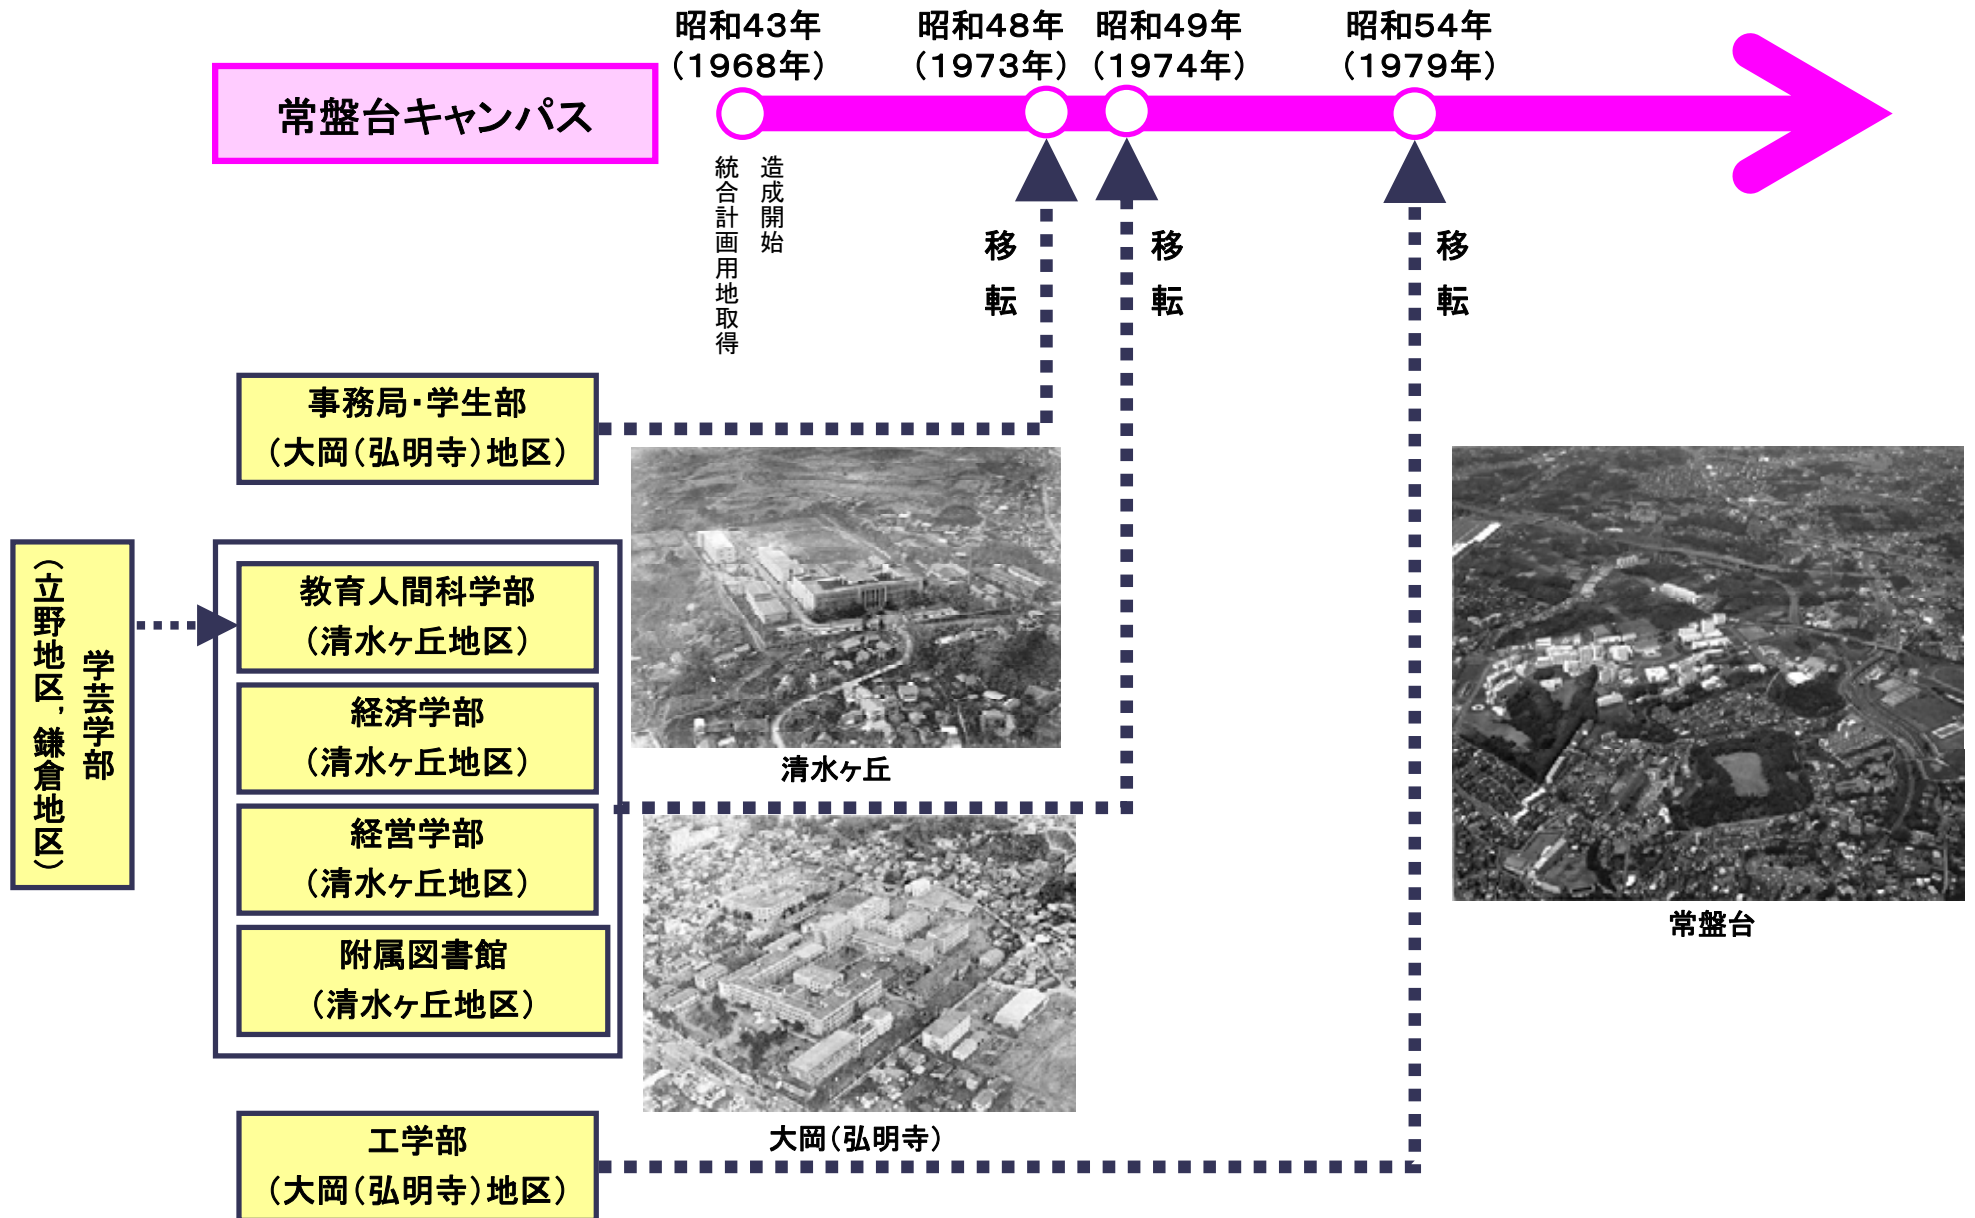 昭和43年
（1968年）
昭和48年
（1973年）
昭和49年
（1974年）
昭和54年
（1979年）
常盤台キャンパス
造成開始
統合計画用地取得
移転
移転
移転
事務局・学生部
（大岡（弘明寺）地区）
学芸学部
（立野地区，鎌倉地区）
教育人間科学部
（清水ヶ丘地区）
経済学部
（清水ヶ丘地区）
経営学部
（清水ヶ丘地区）
附属図書館
（清水ヶ丘地区）
清水ヶ丘
常盤台
大岡（弘明寺）
工学部
（大岡（弘明寺）地区）